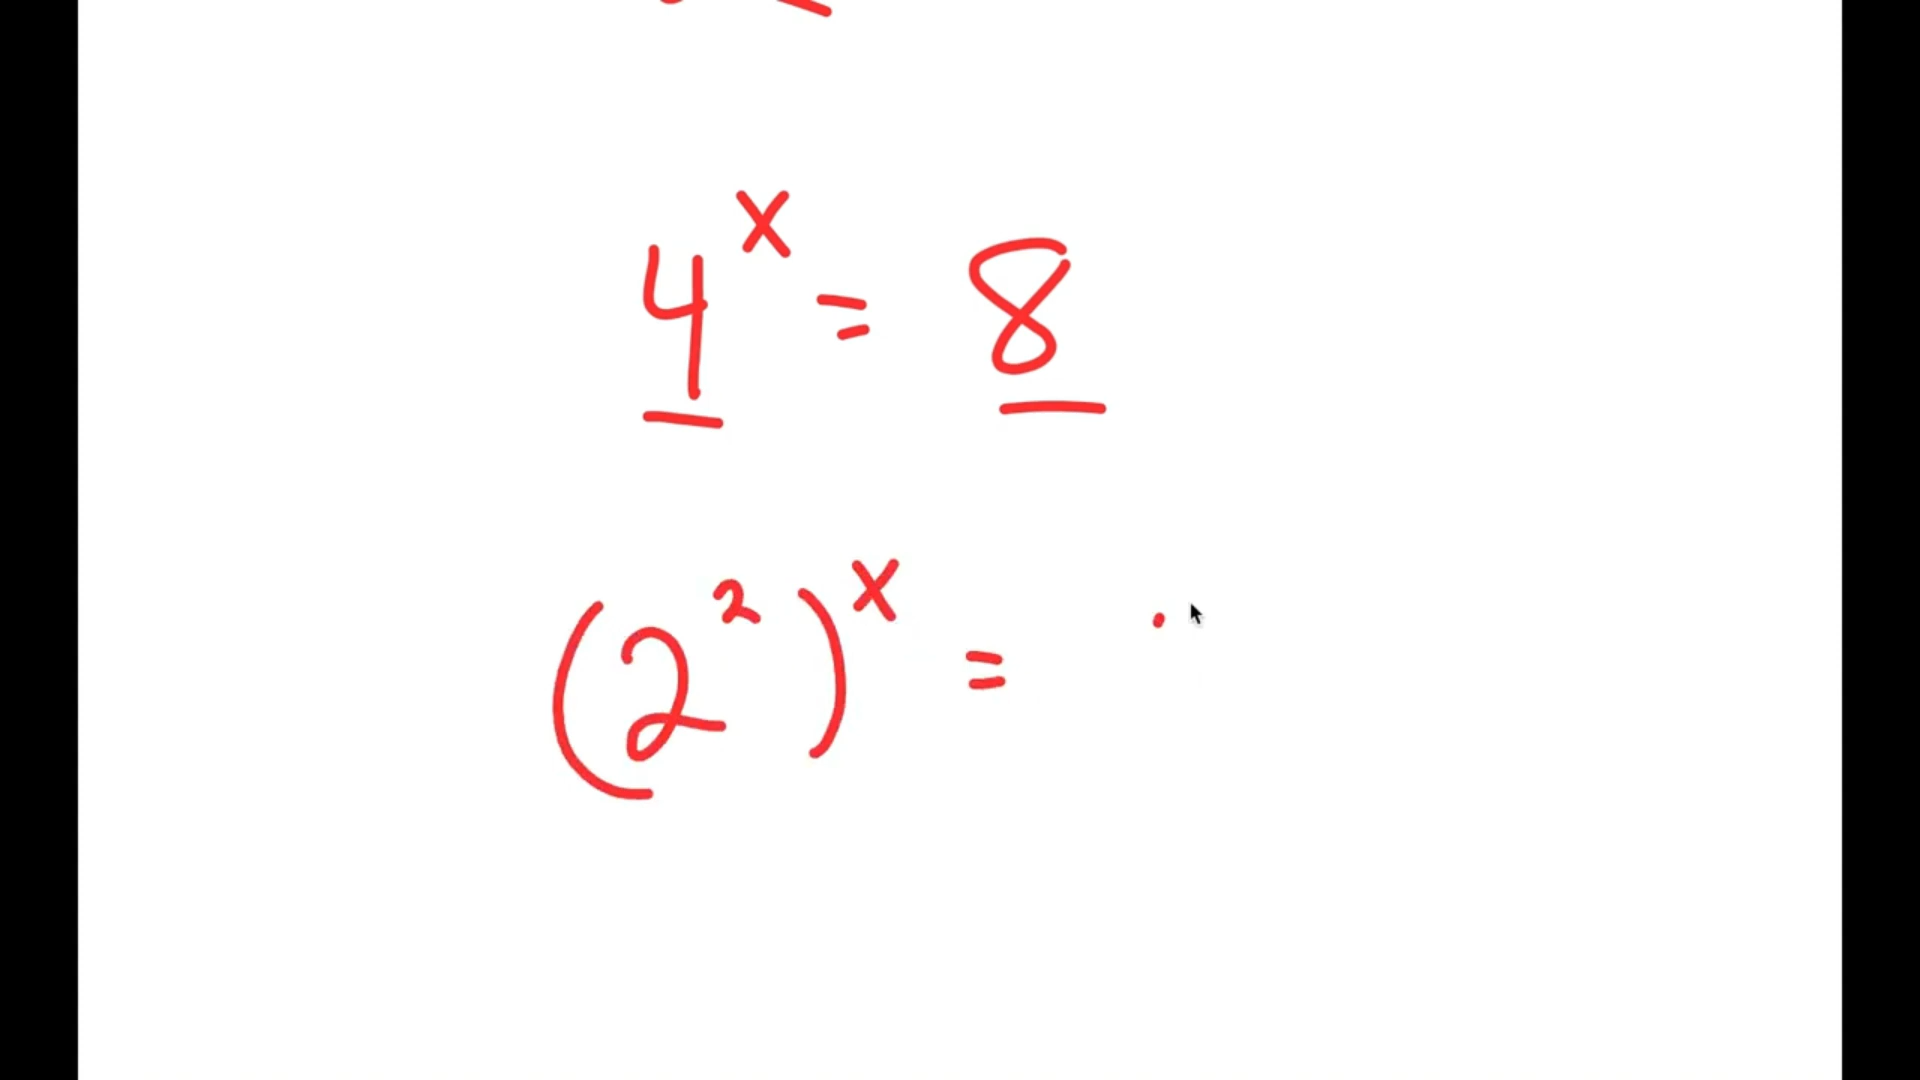 4^x = 8
(2^2)^x =